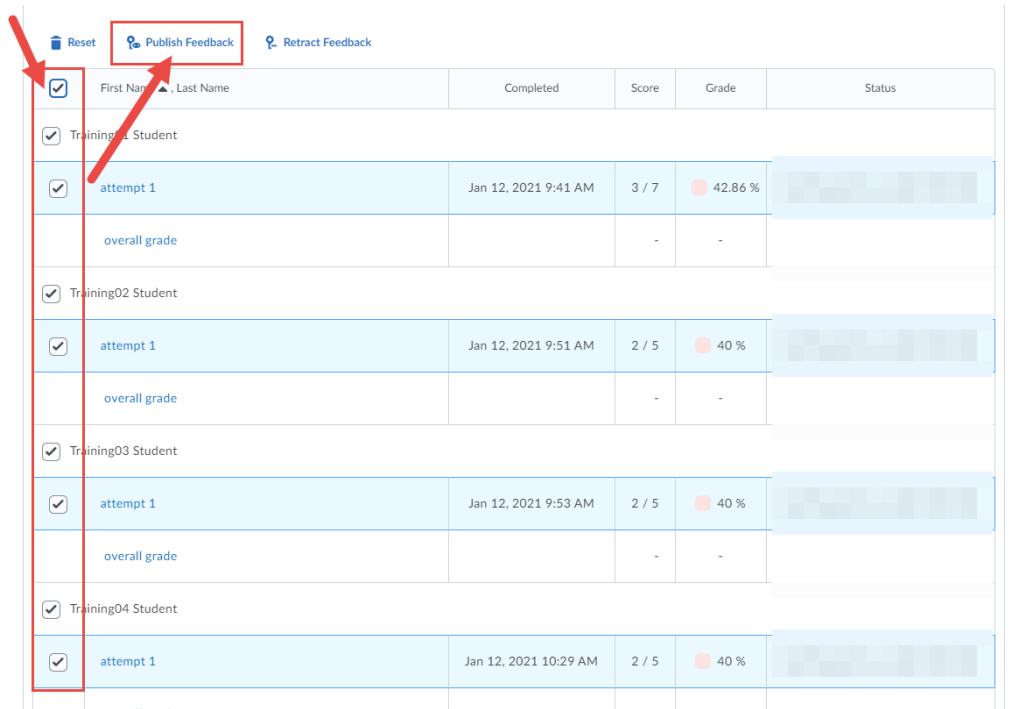 Reset Publish Feedback Retract Feedback
First Name ▲, Last Name Completed Score Grade Status
Training01 Student
attempt 1 Jan 12, 2021 9:41 AM 3 / 7 42.86 %
overall grade - -
Training02 Student
attempt 1 Jan 12, 2021 9:51 AM 2 / 5 40 %
overall grade - -
Training03 Student
attempt 1 Jan 12, 2021 9:53 AM 2 / 5 40 %
overall grade - -
Training04 Student
attempt 1 Jan 12, 2021 10:29 AM 2 / 5 40 %